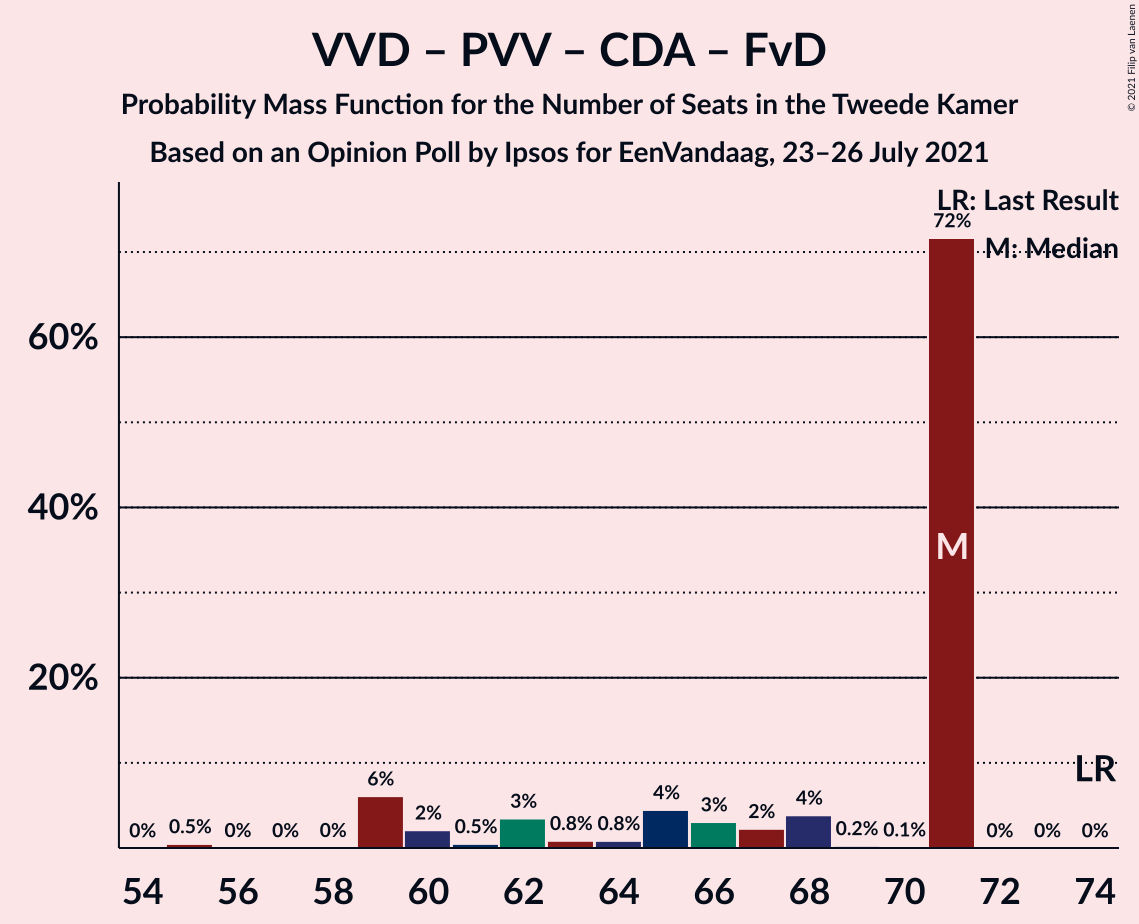 VVD – PVV – CDA – FvD
Probability Mass Function for the Number of Seats in the Tweede Kamer
Based on an Opinion Poll by Ipsos for EenVandaag, 23–26 July 2021
© 2021 Filip van Laenen
LR: Last Result
M: Median
60%
40%
20%
0% 0.5% 0% 0% 0% 6% 2% 0.5% 3% 0.8% 0.8% 4% 3% 2% 4% 0.2% 0.1% 72% 0% 0% 0%
M
LR
54 56 58 60 62 64 66 68 70 72 74